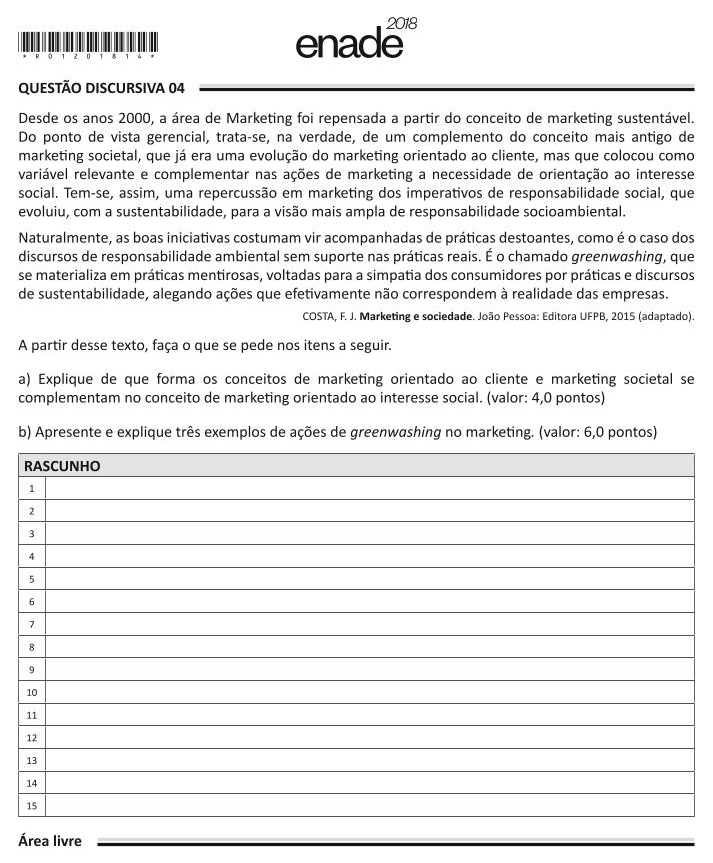 enade 2018
* R 0 1 2 0 1 8 1 4 *
QUESTÃO DISCURSIVA 04
Desde os anos 2000, a área de Marketing foi repensada a partir do conceito de marketing sustentável.
Do ponto de vista gerencial, trata-se, na verdade, de um complemento do conceito mais antigo de
marketing societal, que já era uma evolução do marketing orientado ao cliente, mas que colocou como
variável relevante e complementar nas ações de marketing a necessidade de orientação ao interesse
social. Tem-se, assim, uma repercussão em marketing dos imperativos de responsabilidade social, que
evoluiu, com a sustentabilidade, para a visão mais ampla de responsabilidade socioambiental.
Naturalmente, as boas iniciativas costumam vir acompanhadas de práticas destoantes, como é o caso dos
discursos de responsabilidade ambiental sem suporte nas práticas reais. É o chamado greenwashing, que
se materializa em práticas mentirosas, voltadas para a simpatia dos consumidores por práticas e discursos
de sustentabilidade, alegando ações que efetivamente não correspondem à realidade das empresas.
COSTA, F. J. Marketing e sociedade. João Pessoa: Editora UFPB, 2015 (adaptado).
A partir desse texto, faça o que se pede nos itens a seguir.
a) Explique de que forma os conceitos de marketing orientado ao cliente e marketing societal se
complementam no conceito de marketing orientado ao interesse social. (valor: 4,0 pontos)
b) Apresente e explique três exemplos de ações de greenwashing no marketing. (valor: 6,0 pontos)
RASCUNHO
1
2
3
4
5
6
7
8
9
10
11
12
13
14
15
Área livre